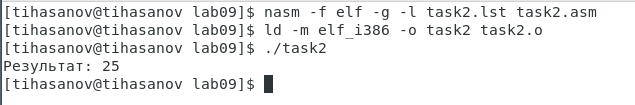 [tihasanov@tihasanov lab09]$ nasm -f elf -g -l task2.lst task2.asm
[tihasanov@tihasanov lab09]$ ld -m elf_i386 -o task2 task2.o
[tihasanov@tihasanov lab09]$ ./task2
Результат: 25
[tihasanov@tihasanov lab09]$